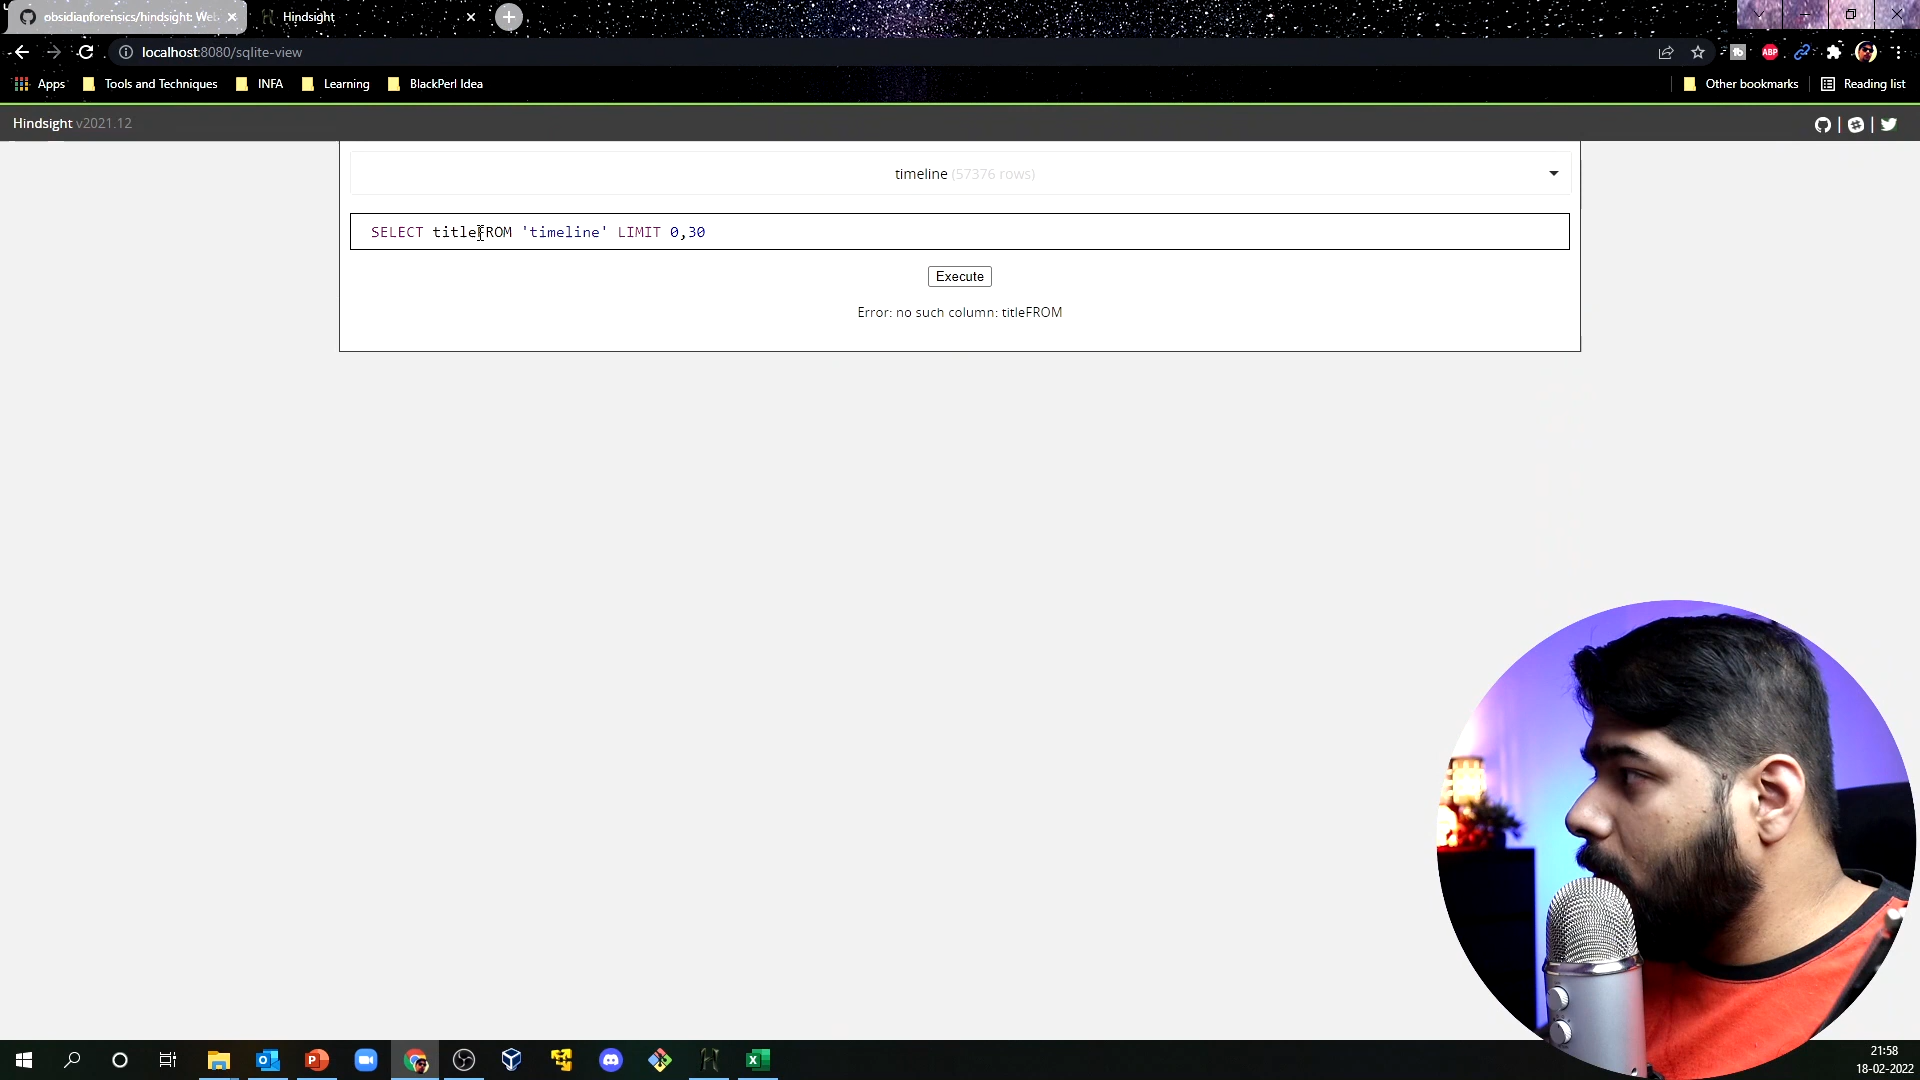 obsidianforensics/hindsight: Web
Hindsight
localhost:8080/sqlite-view
ABP
Apps
Tools and Techniques
INFA
Learning
BlackPerl Idea
Other bookmarks
Reading list
Hindsight v2021.12
timeline (57376 rows)
SELECT titleFROM 'timeline' LIMIT 0,30
Execute
Error: no such column: titleFROM
21:58
18-02-2022